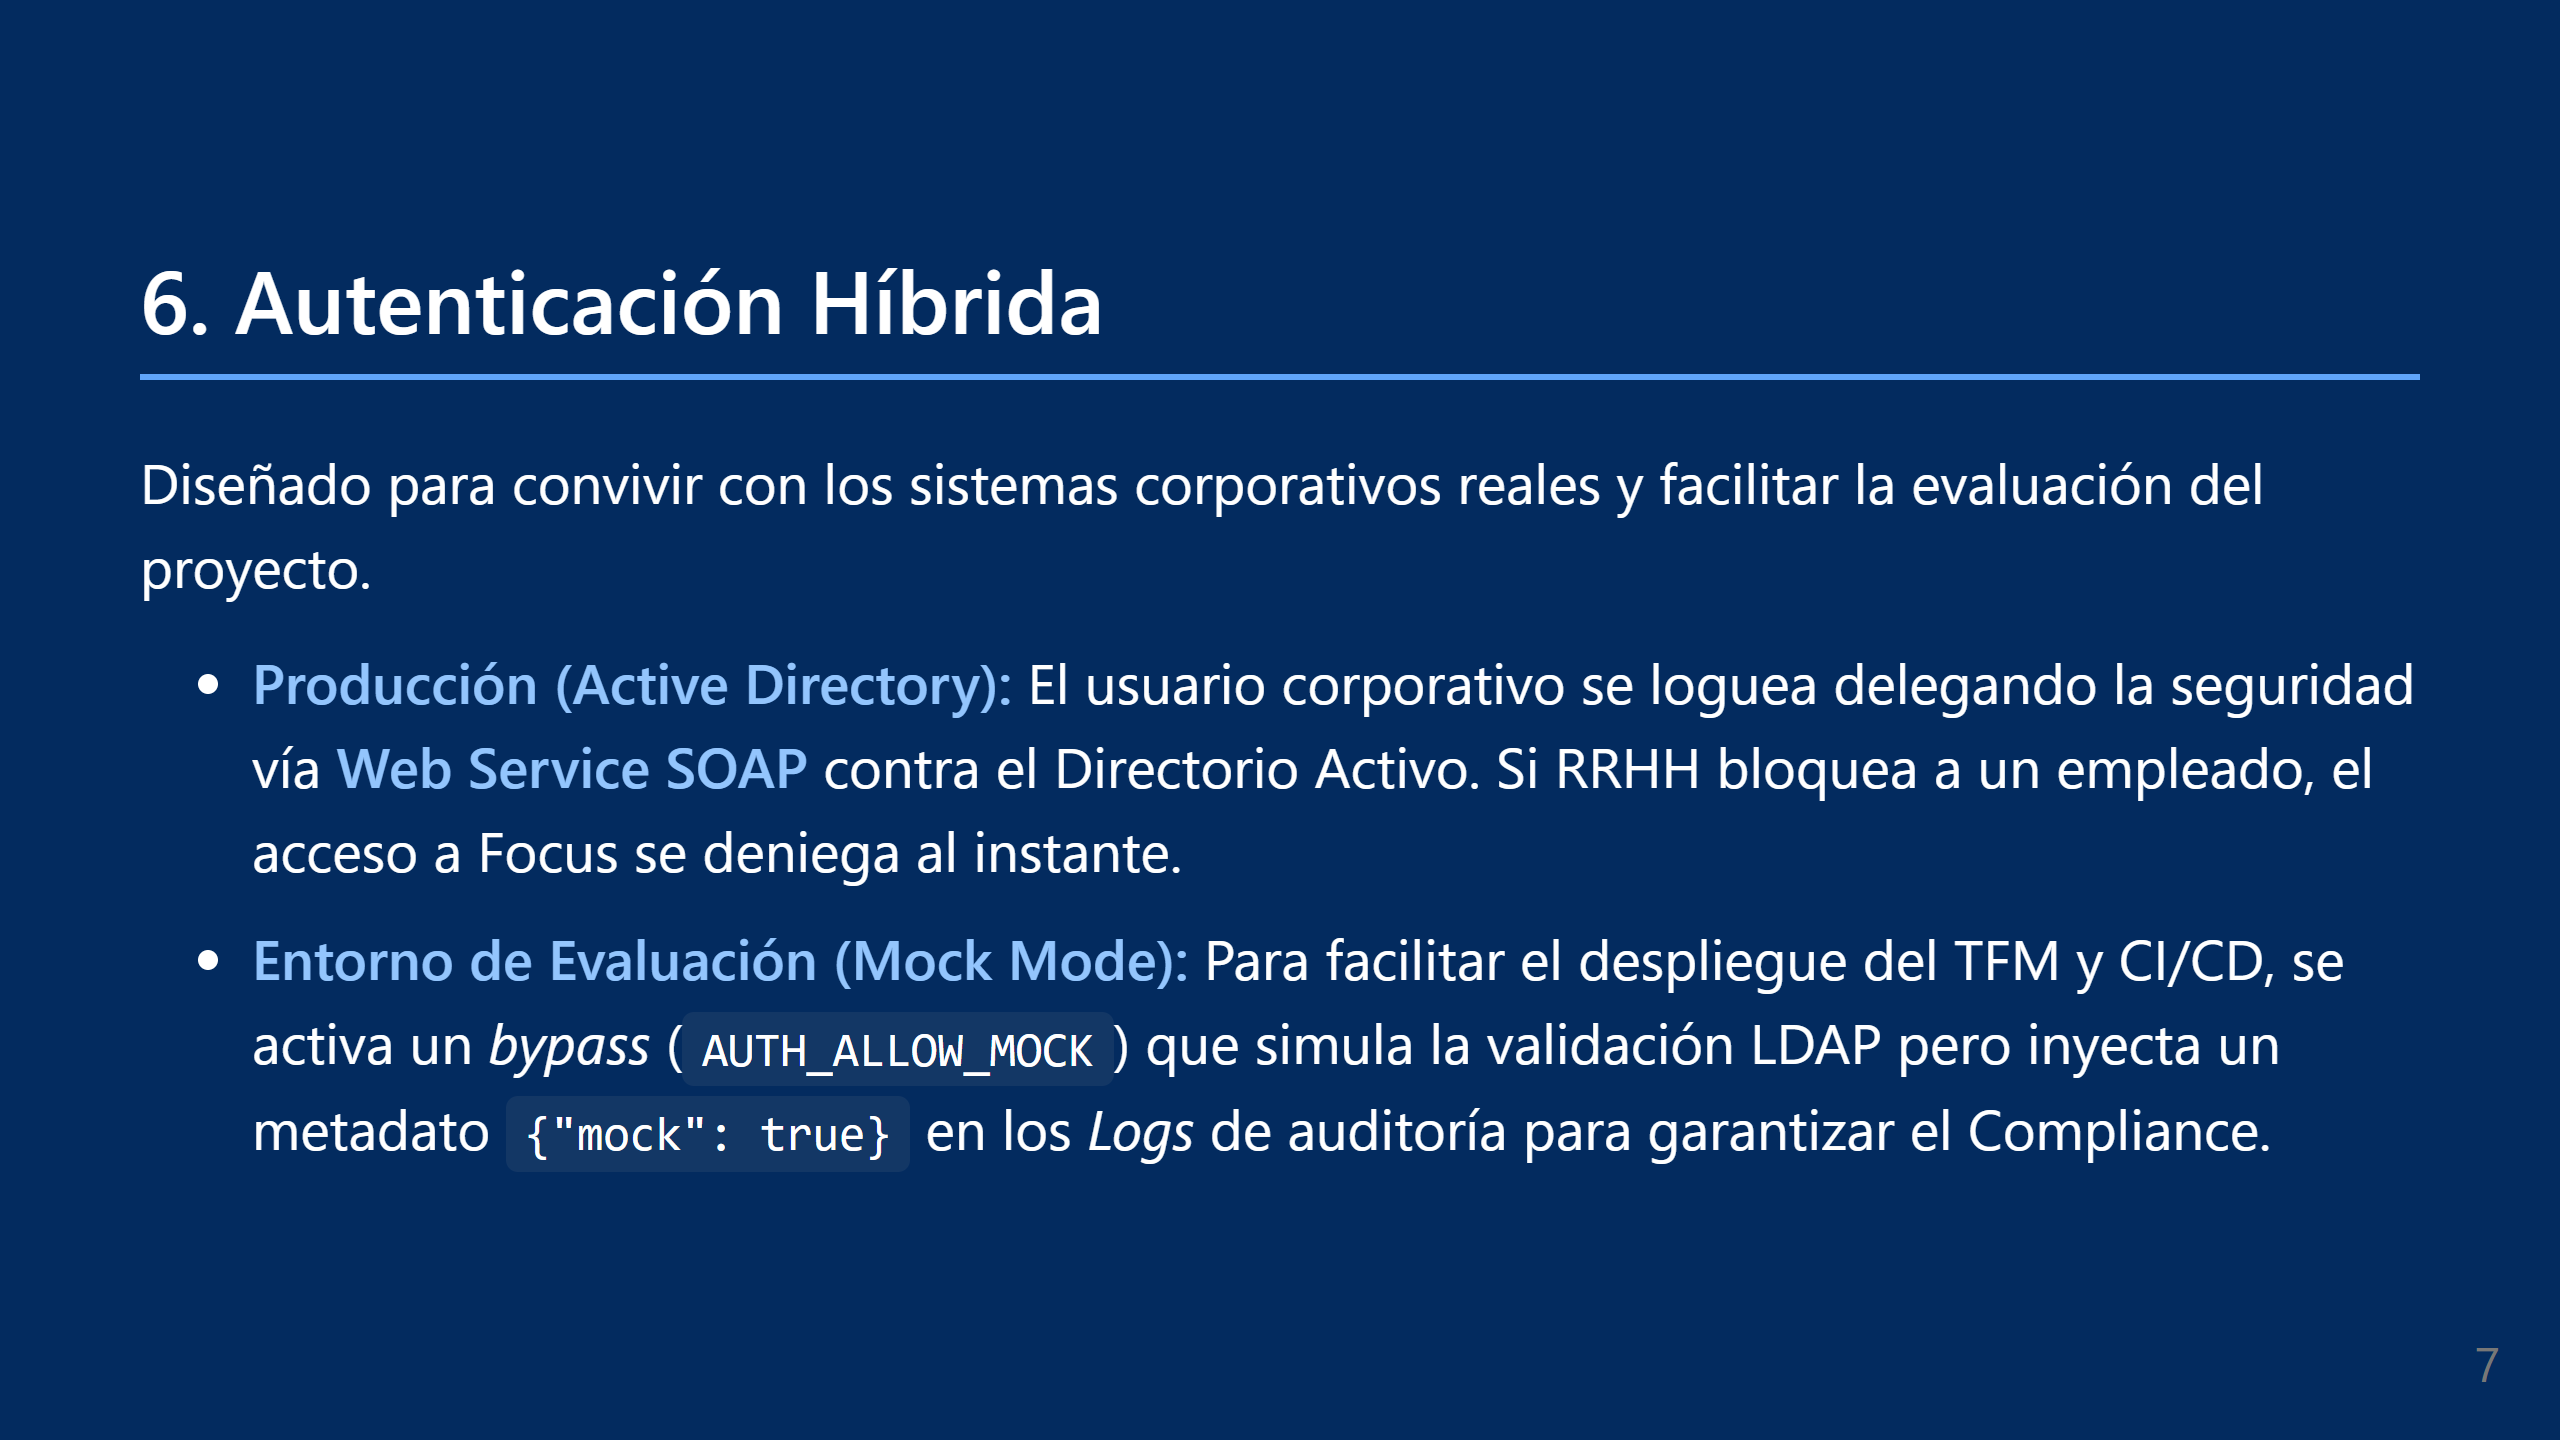 6. Autenticación Híbrida
Diseñado para convivir con los sistemas corporativos reales y facilitar la evaluación del
proyecto.
• Producción (Active Directory): El usuario corporativo se loguea delegando la seguridad
vía Web Service SOAP contra el Directorio Activo. Si RRHH bloquea a un empleado, el
acceso a Focus se deniega al instante.
• Entorno de Evaluación (Mock Mode): Para facilitar el despliegue del TFM y CI/CD, se
activa un bypass ( AUTH_ALLOW_MOCK ) que simula la validación LDAP pero inyecta un
metadato {"mock": true} en los Logs de auditoría para garantizar el Compliance.
7